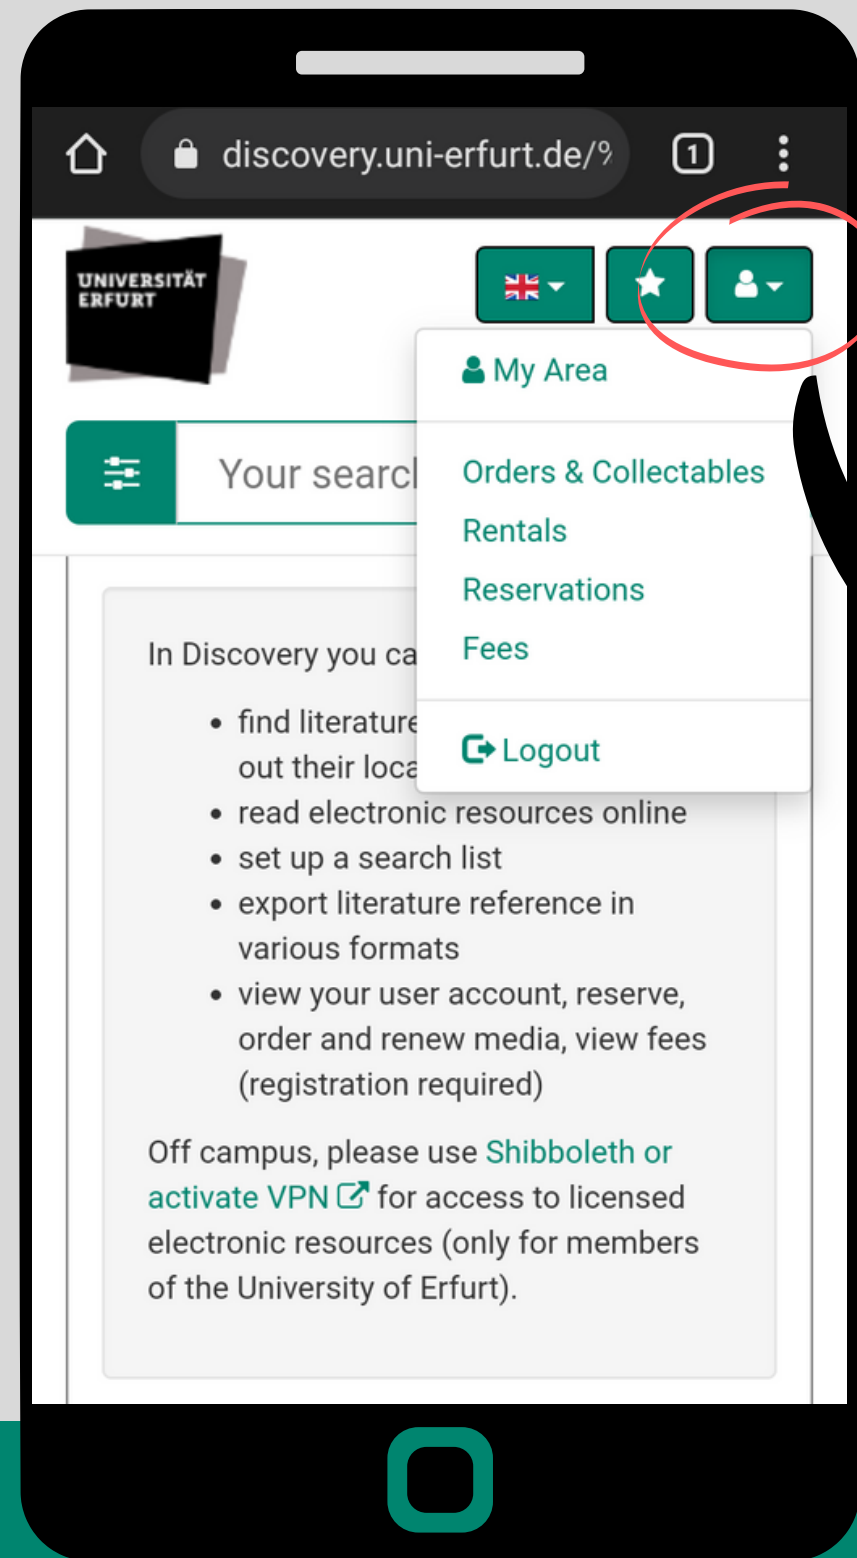 discovery.uni-erfurt.de/%
1
UNIVERSITÄT
ERFURT
My Area
Your search
Orders & Collectables
Rentals
Reservations
Fees
Logout
In Discovery you ca
find literature
out their loca
read electronic resources online
set up a search list
export literature reference in
various formats
view your user account, reserve,
order and renew media, view fees
(registration required)
Off campus, please use Shibboleth or
activate VPN for access to licensed
electronic resources (only for members
of the University of Erfurt).